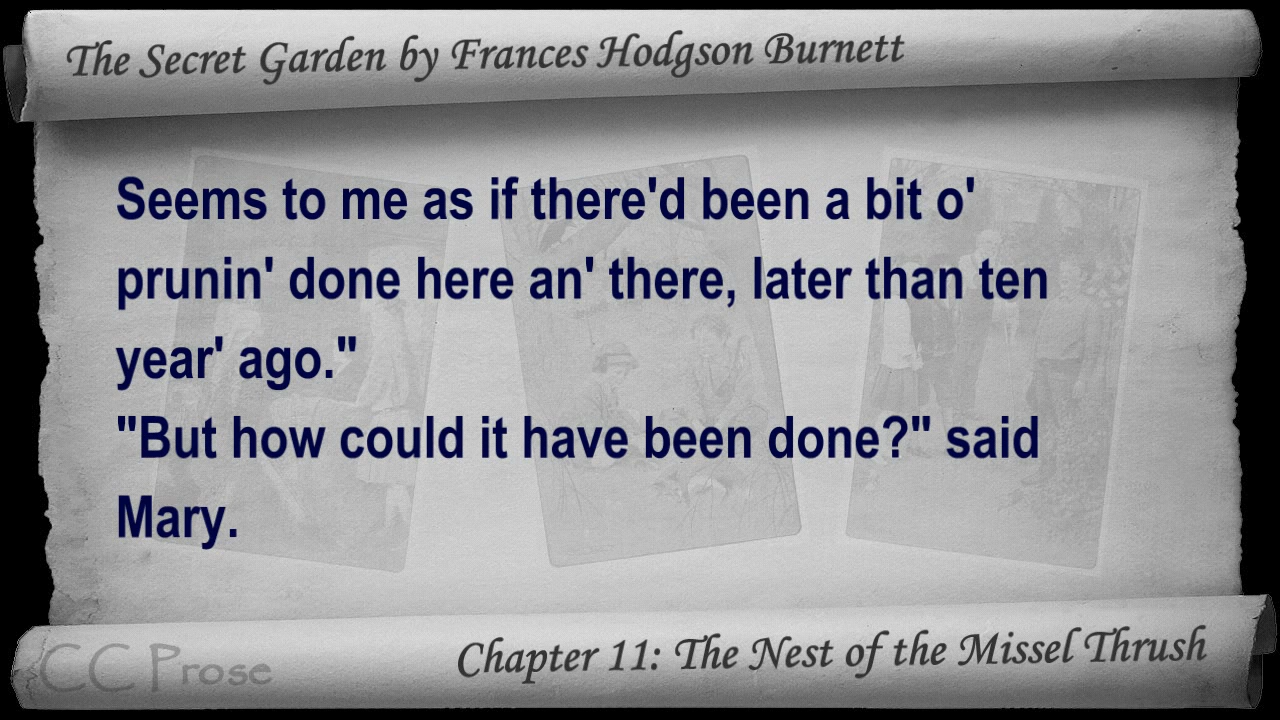 The Secret Garden by Frances Hodgson Burnett
Seems to me as if there'd been a bit o'
prunin' done here an' there, later than ten
year' ago."
"But how could it have been done?" said
Mary.
CC Prose
Chapter 11: The Nest of the Missel Thrush